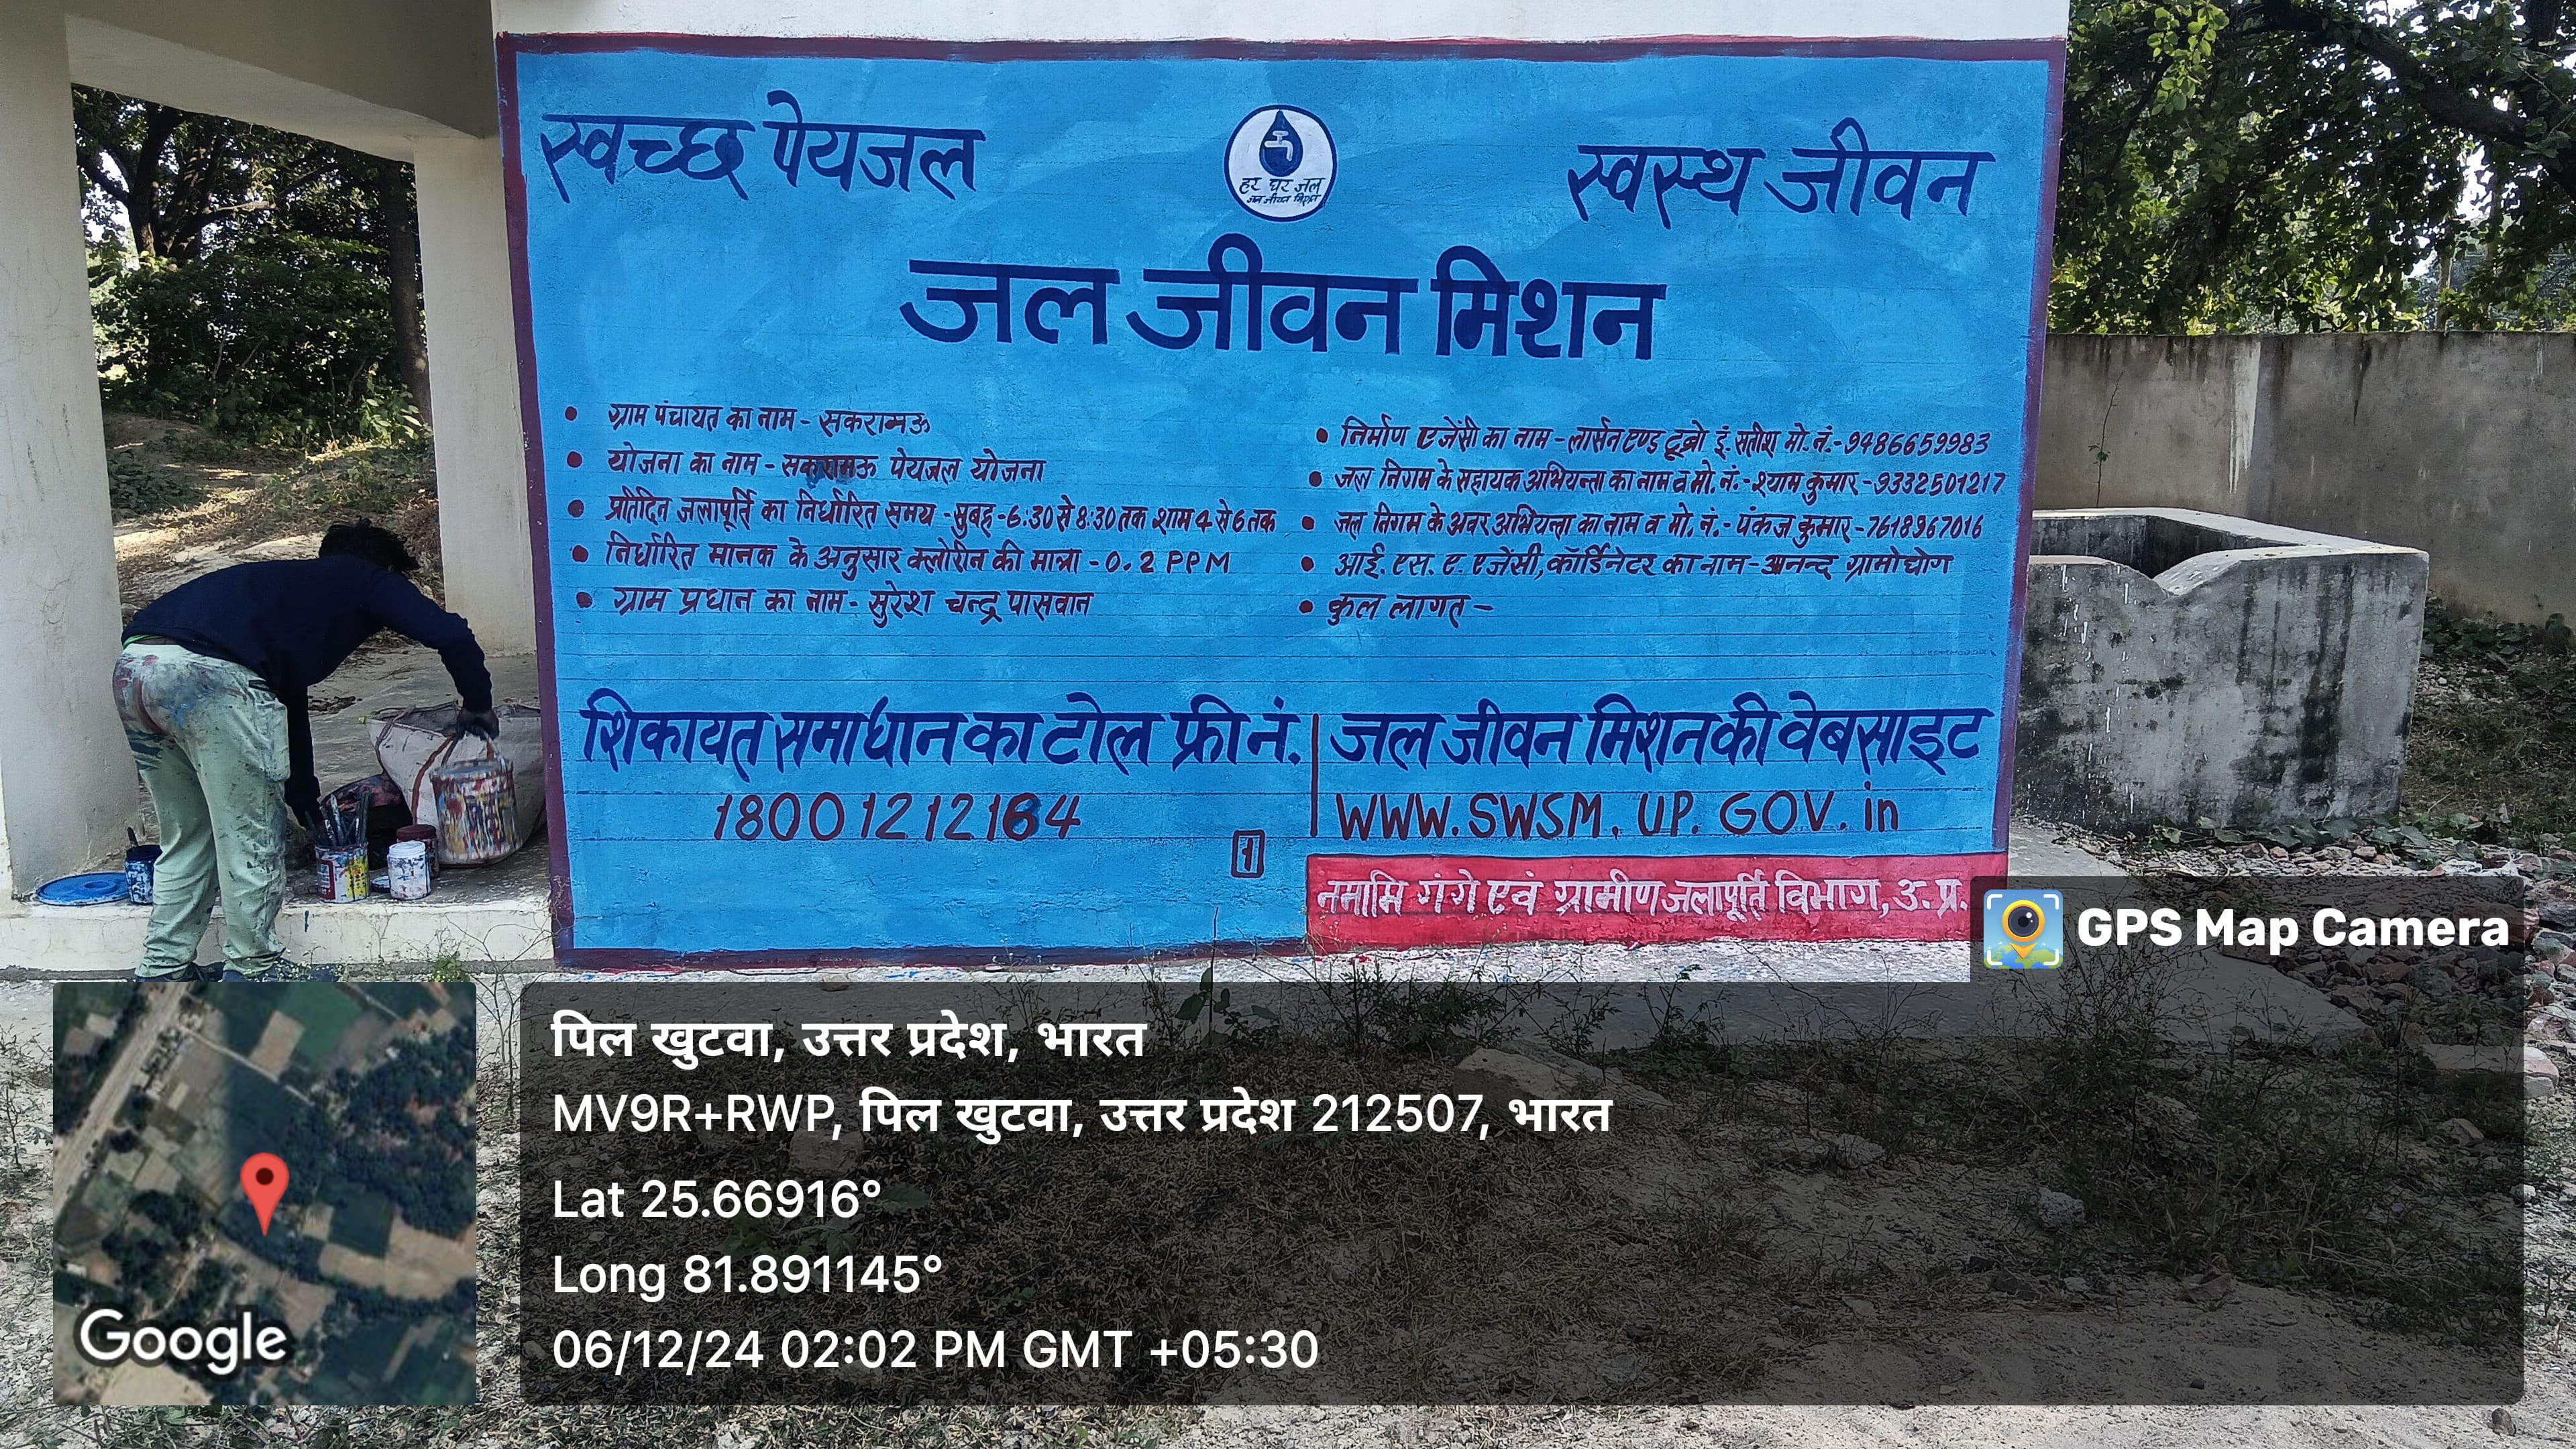 स्वच्छ पेयजल
हर घर जल
जल जीवन मिशन
स्वस्थ जीवन
जल जीवन मिशन
• ग्राम पंचायत का नाम - सकरामऊ
• योजना का नाम - सकरामऊ पेयजल योजना
• प्रतिदिन जलापूर्ति का निर्धारित समय - सुबह - 6:30 से 8:30 तक शाम 4 से 6 तक
• निर्धारित मानक के अनुसार क्लोरीन की मात्रा - 0.2 PPM
• ग्राम प्रधान का नाम - सुरेश चन्द्र पासवान
• निर्माण एजेंसी का नाम - लार्सन एण्ड टूब्रो इं. सतीश मो. नं. - 9486659983
• जल निगम के सहायक अभियन्ता का नाम व मो. नं. - श्याम कुमार - 9332501217
• जल निगम के अवर अभियन्ता का नाम व मो. नं. - पंकज कुमार - 7618967016
• आई. एस. ए. एजेंसी, कॉर्डिनेटर का नाम - आनन्द ग्रामोद्योग
• कुल लागत -
शिकायत समाधान का टोल फ्री नं.
18001212164
1
जल जीवन मिशन की वेबसाइट
WWW. SWSM. UP. GOV. in
नमामि गंगे एवं ग्रामीण जलापूर्ति विभाग, उ. प्र.
GPS Map Camera
पिल खुटवा, उत्तर प्रदेश, भारत
MV9R+RWP, पिल खुटवा, उत्तर प्रदेश 212507, भारत
Lat 25.66916°
Long 81.891145°
06/12/24 02:02 PM GMT +05:30
Google